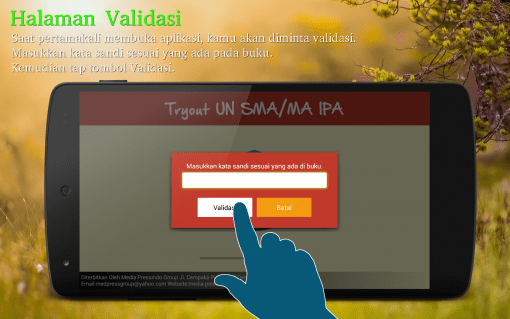 Halaman Validasi
Saat pertamakali membuka aplikasi, kamu akan diminta validasi.
Masukkan kata sandi sesuai yang ada pada buku.
Kemudian tap tombol Validasi.
Tryout UN SMA/MA IPA
Masukkan kata sandi sesuai yang ada di buku.
Validasi
Batal
Diterbitkan Oleh Media Pressindo Group Jl. Cempaka
Email:medpressgroup@yahoo.com Website:media-pres